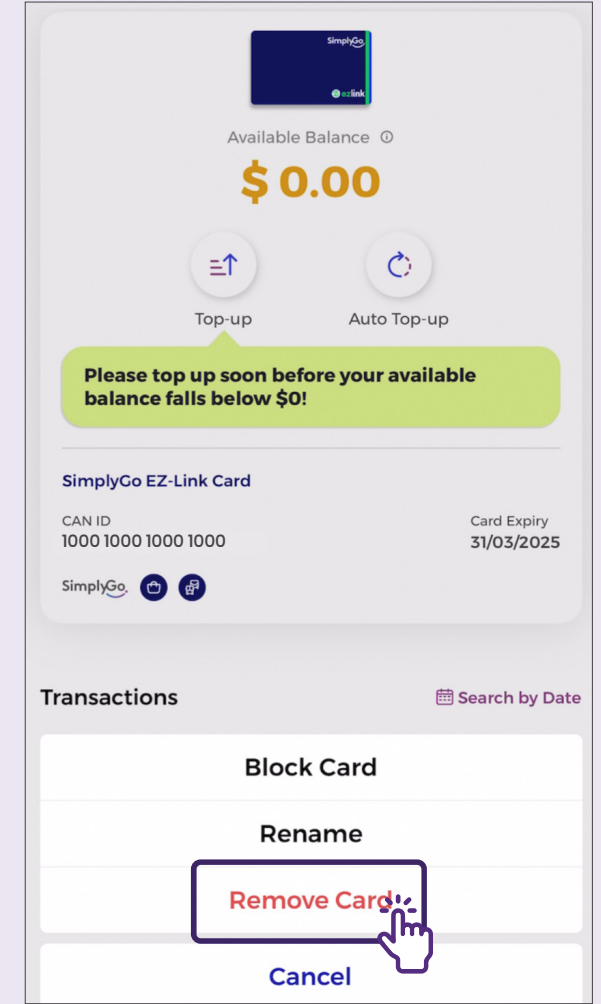 SimplyGo
ezlink
Available Balance
$ 0.00
Top-up Auto Top-up
Please top up soon before your available
balance falls below $0!
SimplyGo EZ-Link Card
CAN ID Card Expiry
1000 1000 1000 1000 31/03/2025
SimplyGo.
Transactions Search by Date
Block Card
Rename
Remove Card
Cancel